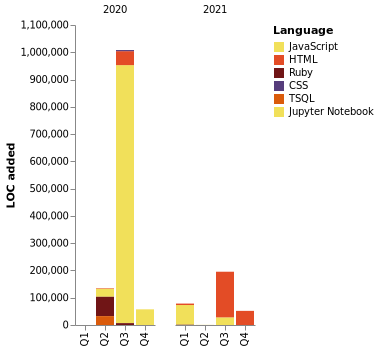 2020 2021
Language
JavaScript
HTML
Ruby
CSS
TSQL
Jupyter Notebook
LOC added
1,100,000
1,000,000
900,000
800,000
700,000
600,000
500,000
400,000
300,000
200,000
100,000
0
Q1 Q2 Q3 Q4 Q1 Q2 Q3 Q4